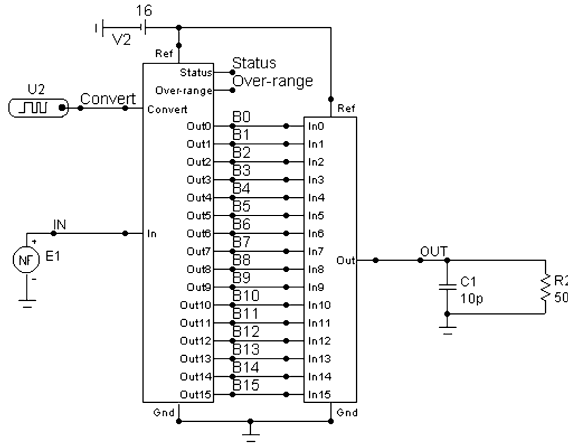 16
V2
Ref
Status
Status
Over-range
Over-range
U2
Convert
Convert
Ref
Out0 B0 In0
Out1 B1 In1
Out2 B2 In2
Out3 B3 In3
Out4 B4 In4
Out5 B5 In5
IN
In
Out6 B6 In6
Out7 B7 In7
NF
+
-
E1
Out
OUT
Out8 B8 In8
Out9 B9 In9
C1
10p
R2
50
Out10 B10 In10
Out11 B11 In11
Out12 B12 In12
Out13 B13 In13
Out14 B14 In14
Out15 B15 In15
Gnd
Gnd